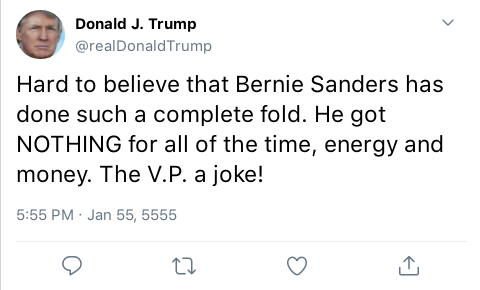 Donald J. Trump
@realDonaldTrump
Hard to believe that Bernie Sanders has
done such a complete fold. He got
NOTHING for all of the time, energy and
money. The V.P. a joke!
5:55 PM · Jan 55, 5555